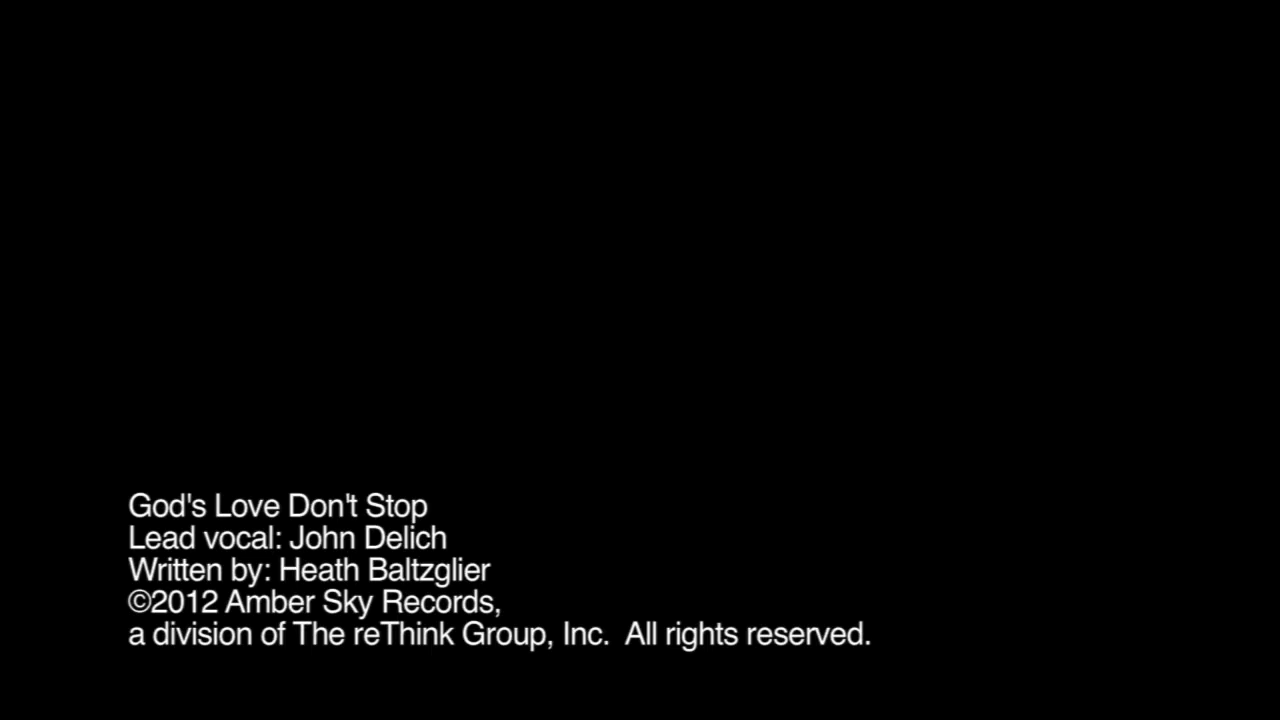 God's Love Don't Stop
Lead vocal: John Delich
Written by: Heath Baltzglier
©2012 Amber Sky Records,
a division of The reThink Group, Inc.  All rights reserved.